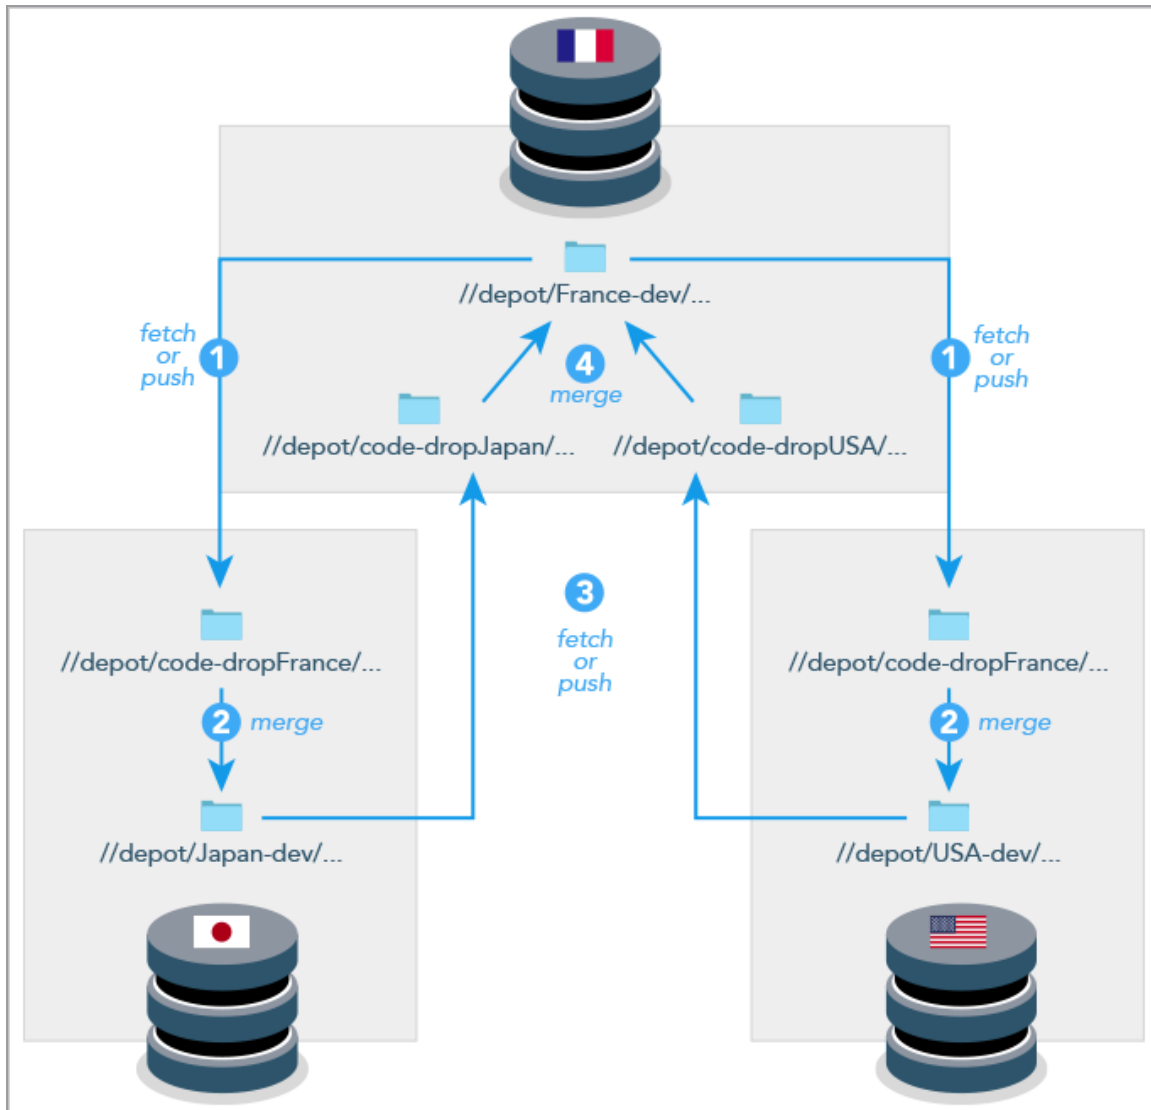 //depot/France-dev/...
fetch
or
push
1
4
merge
1
fetch
or
push
//depot/code-dropJapan/...
//depot/code-dropUSA/...
3
fetch
or
push
//depot/code-dropFrance/...
2 merge
//depot/Japan-dev/...
//depot/code-dropFrance/...
2 merge
//depot/USA-dev/...